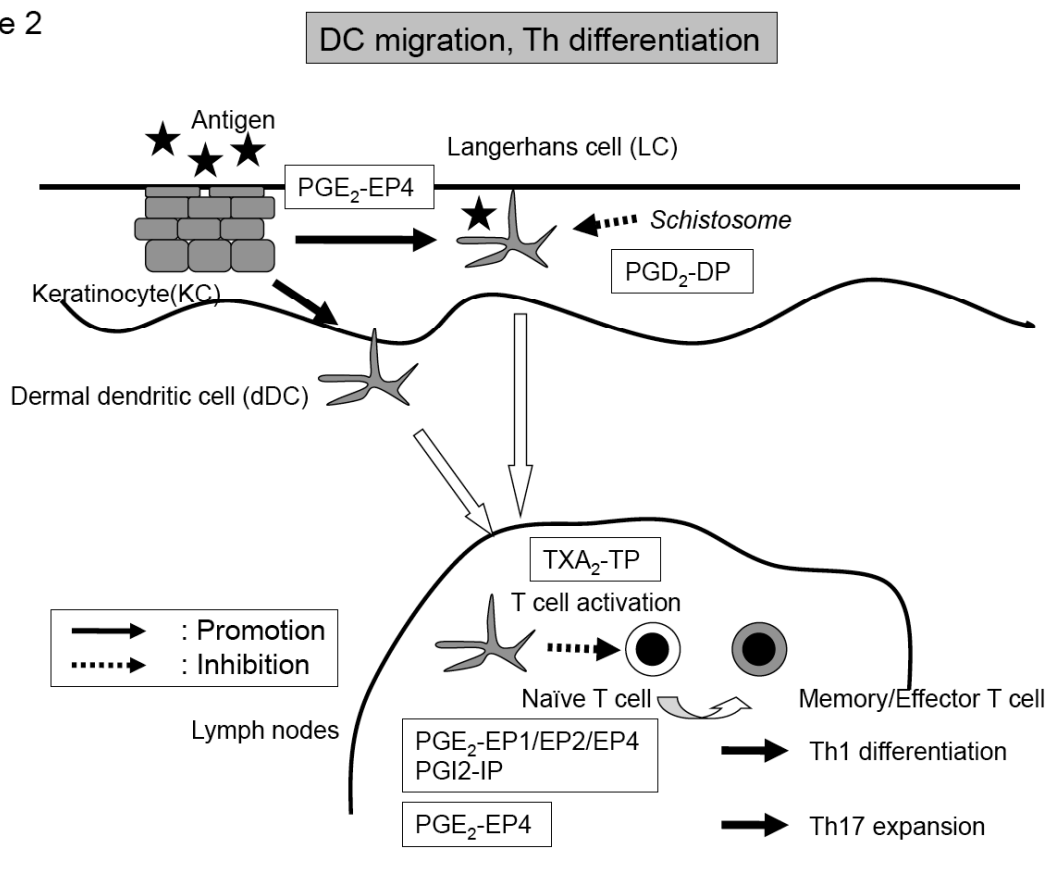 e 2
DC migration, Th differentiation
Antigen
Langerhans cell (LC)
PGE₂-EP4
Schistosome
PGD₂-DP
Keratinocyte(KC)
Dermal dendritic cell (dDC)
TXA₂-TP
T cell activation
: Promotion
: Inhibition
Naïve T cell
Memory/Effector T cell
Lymph nodes
PGE₂-EP1/EP2/EP4
PGI2-IP
Th1 differentiation
PGE₂-EP4
Th17 expansion